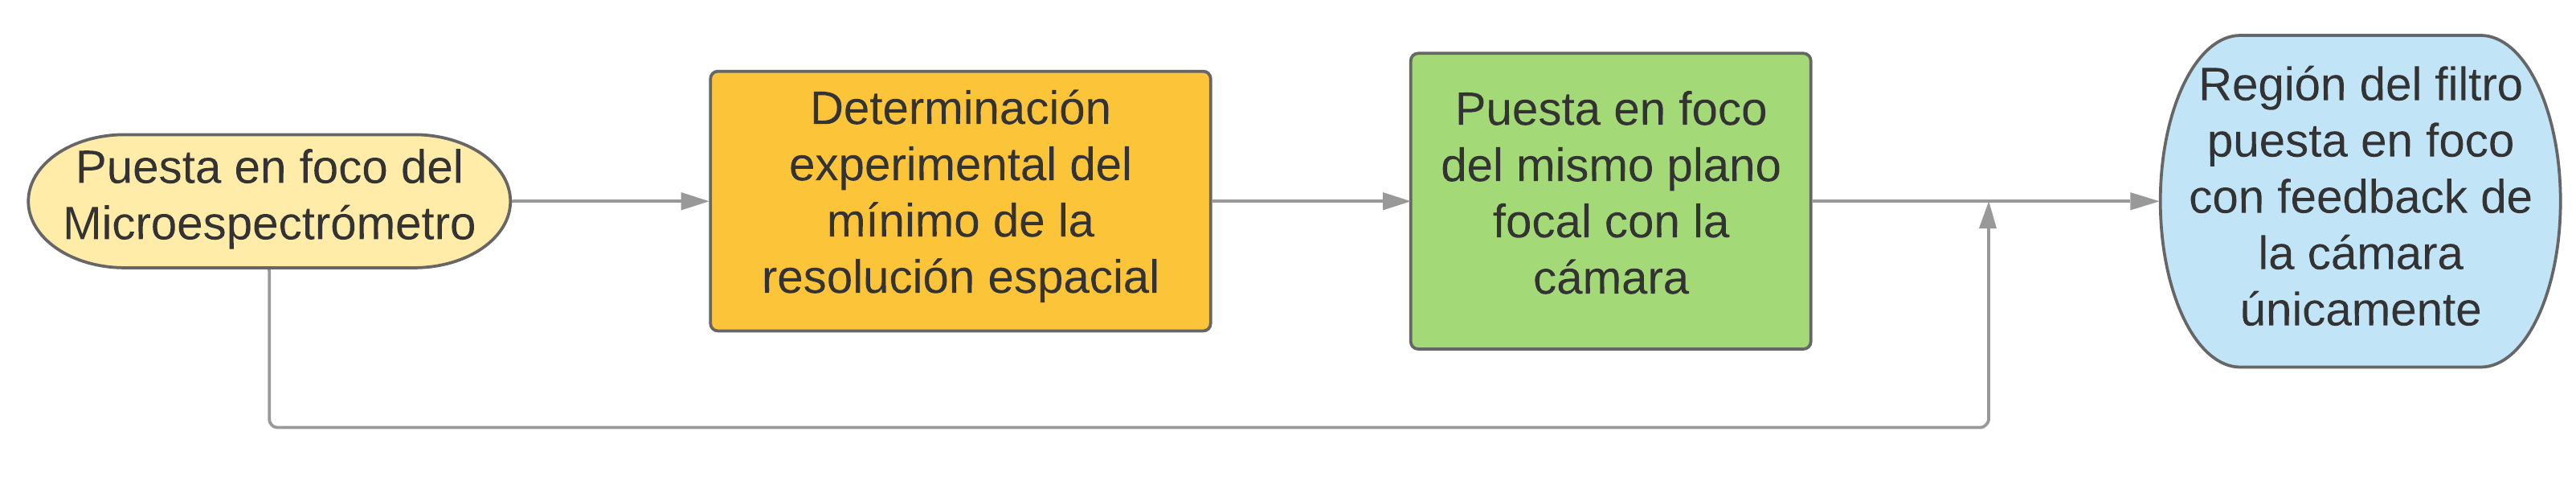 Puesta en foco del
Microespectrómetro
Determinación
experimental del
mínimo de la
resolución espacial
Puesta en foco
del mismo plano
focal con la
cámara
Región del filtro
puesta en foco
con feedback de
la cámara
únicamente